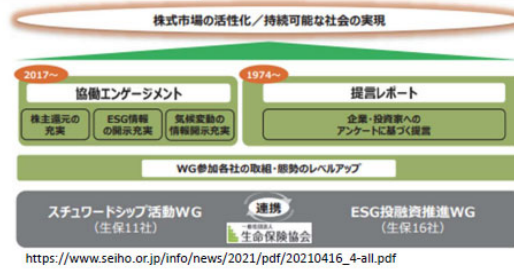 株式市場の活性化／持続可能な社会の実現
2017～
協働エンゲージメント
株主還元の
充実
ESG情報
の開示充実
気候変動の
情報開示充実
1974～
提言レポート
企業・投資家への
アンケートに基づく提言
WG参加各社の取組・態勢のレベルアップ
スチュワードシップ活動WG
（生保11社）
連携
一般社団法人
生命保険協会
ESG投融資推進WG
（生保16社）
https://www.seiho.or.jp/info/news/2021/pdf/20210416_4-all.pdf